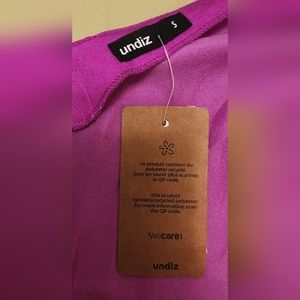 undiz
S
ce produit contient du
polyester recyclé.
pour en savoir plus scannez
le QR code.
this product
contains recycled polyester.
for more information scan
the QR code.
wecare!
undiz